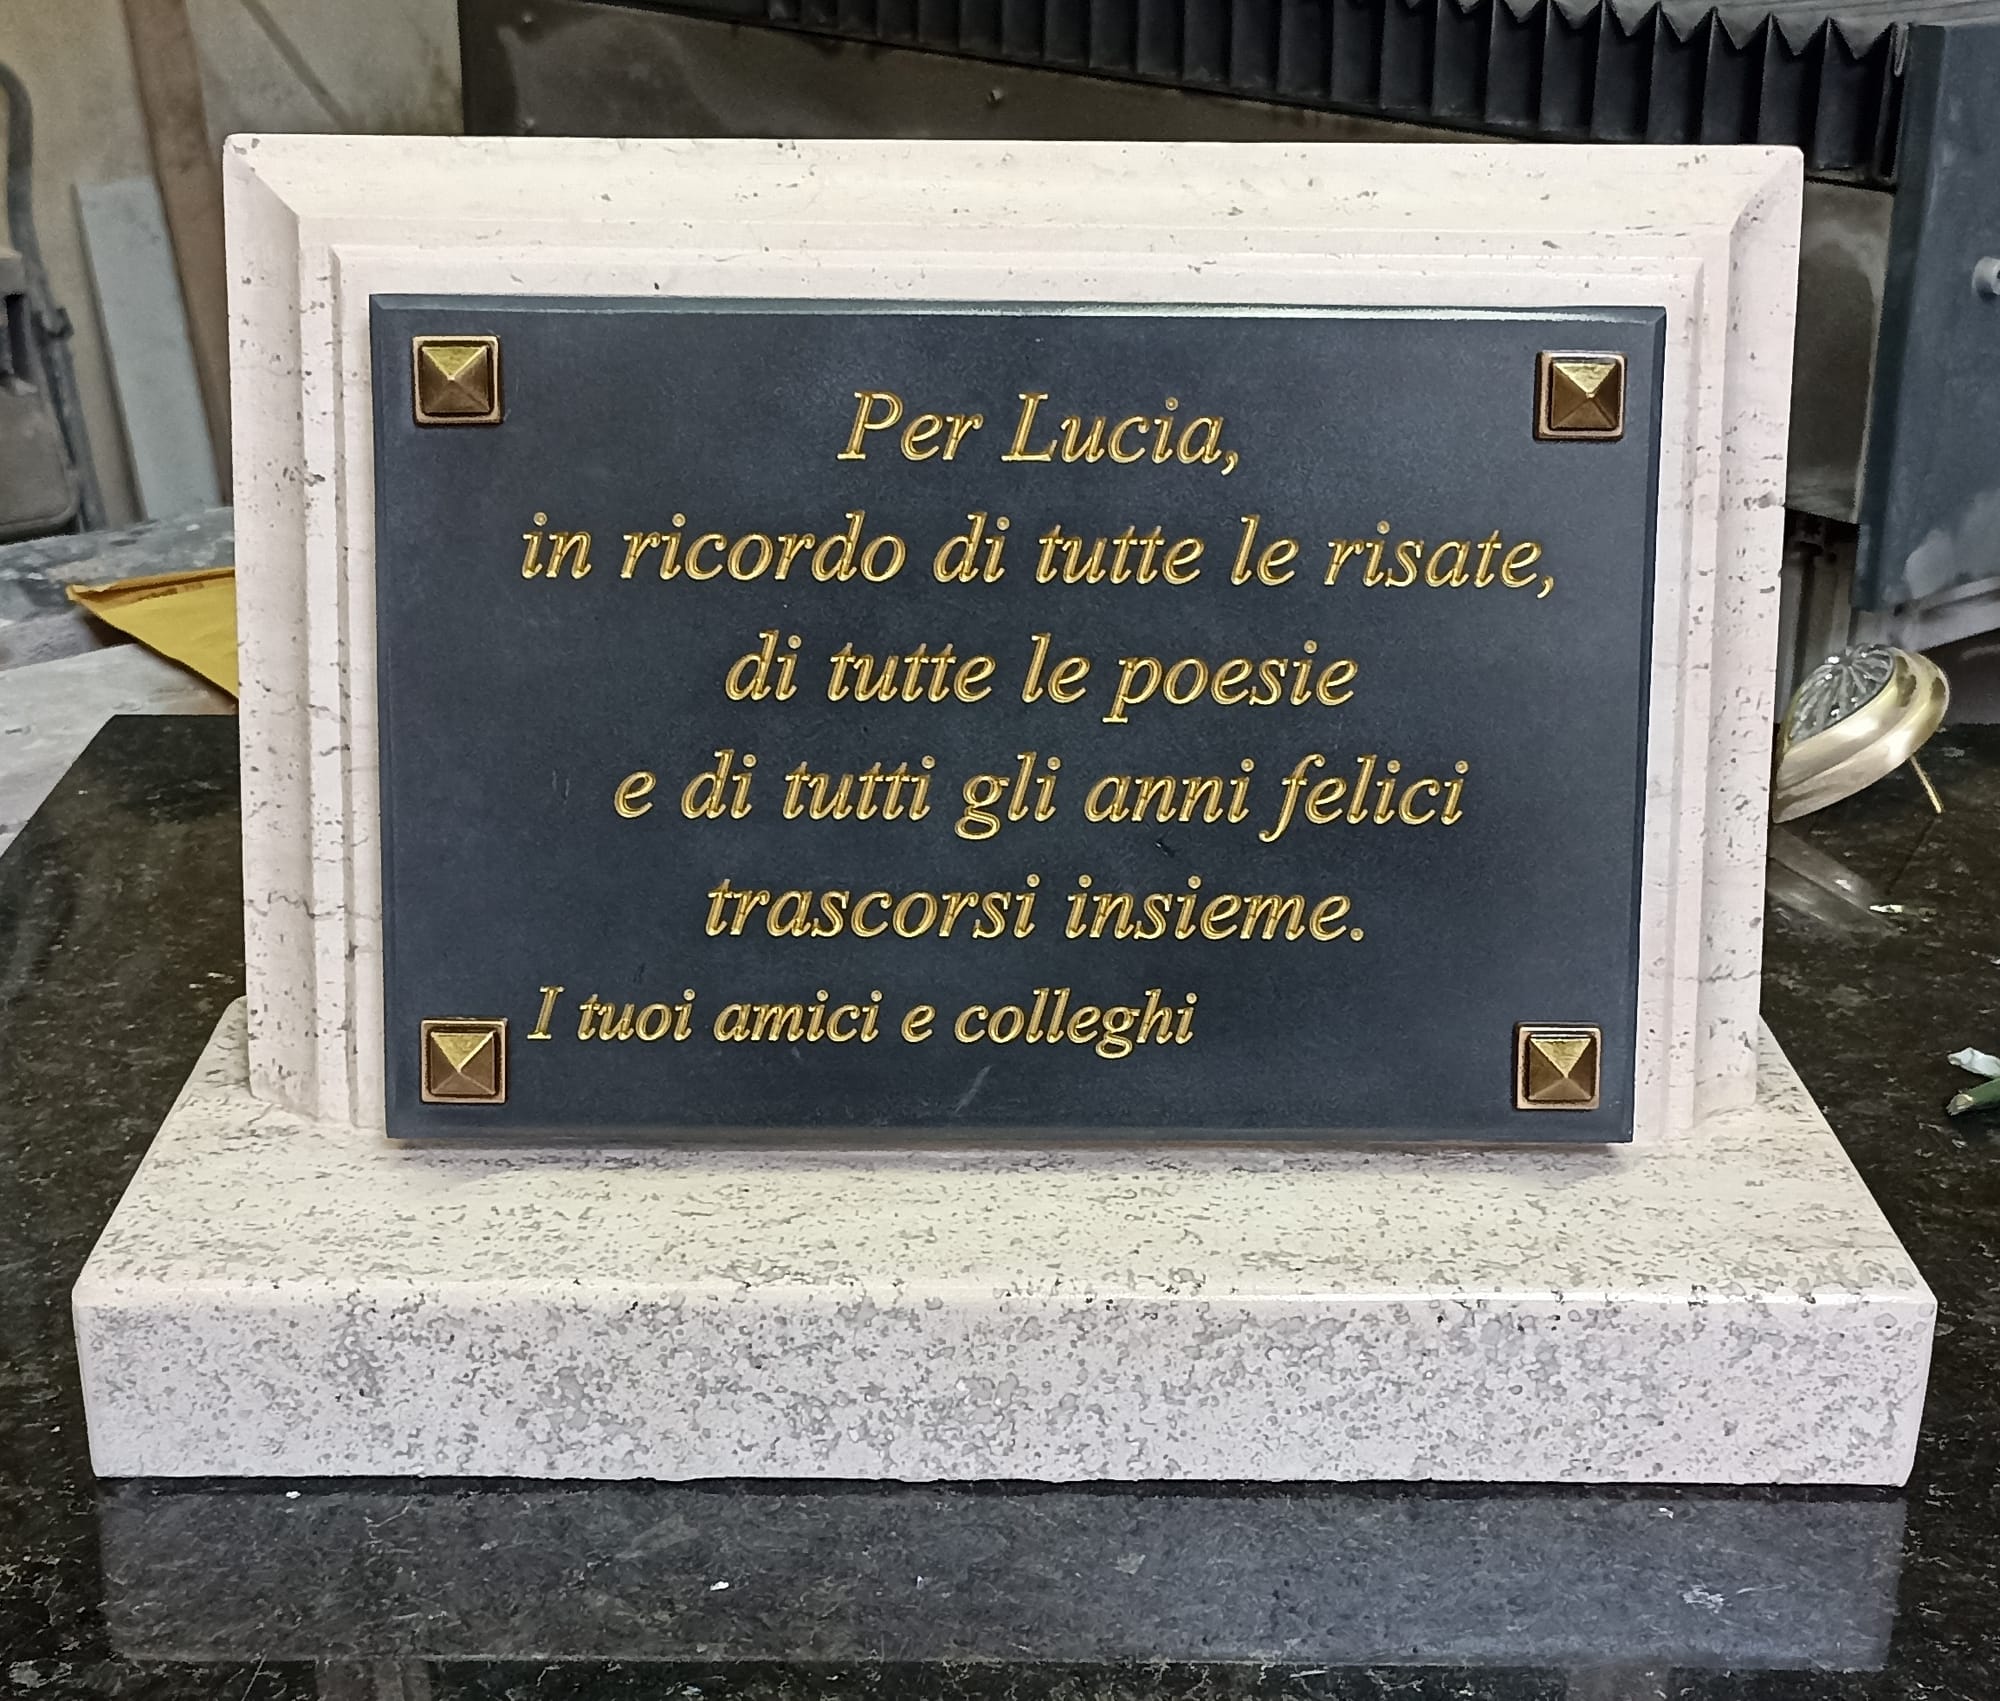 Per Lucia,
in ricordo di tutte le risate,
di tutte le poesie
e di tutti gli anni felici
trascorsi insieme.
I tuoi amici e colleghi